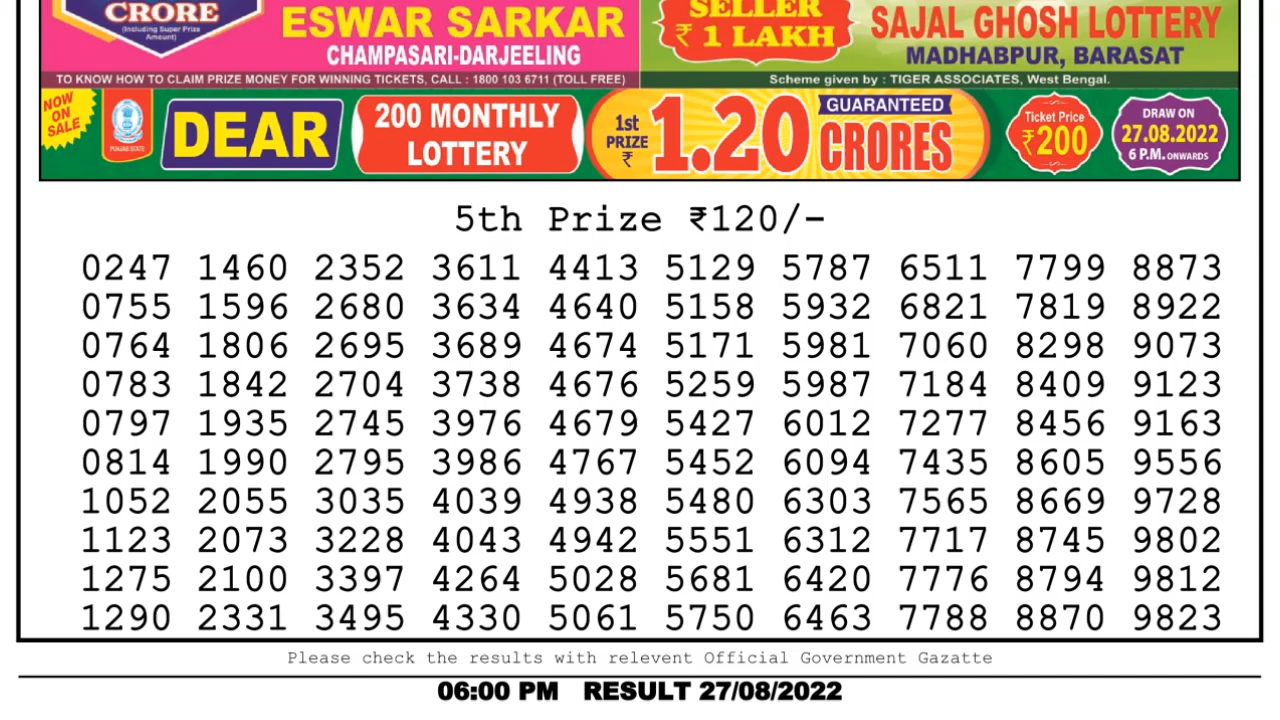 CRORE
(Including Super Prize
Amount)
ESWAR SARKAR
CHAMPASARI-DARJEELING
SELLER
₹ 1 LAKH
SAJAL GHOSH LOTTERY
MADHABPUR, BARASAT
TO KNOW HOW TO CLAIM PRIZE MONEY FOR WINNING TICKETS, CALL : 1800 103 6711 (TOLL FREE)
Scheme given by : TIGER ASSOCIATES, West Bengal.
NOW
ON
SALE
PUNJAB STATE
DEAR
200 MONTHLY
LOTTERY
1st
PRIZE
₹
1.20
GUARANTEED
CRORES
Ticket Price
₹200
DRAW ON
27.08.2022
6 P.M. ONWARDS
5th Prize ₹120/-
0247 1460 2352 3611 4413 5129 5787 6511 7799 8873
0755 1596 2680 3634 4640 5158 5932 6821 7819 8922
0764 1806 2695 3689 4674 5171 5981 7060 8298 9073
0783 1842 2704 3738 4676 5259 5987 7184 8409 9123
0797 1935 2745 3976 4679 5427 6012 7277 8456 9163
0814 1990 2795 3986 4767 5452 6094 7435 8605 9556
1052 2055 3035 4039 4938 5480 6303 7565 8669 9728
1123 2073 3228 4043 4942 5551 6312 7717 8745 9802
1275 2100 3397 4264 5028 5681 6420 7776 8794 9812
1290 2331 3495 4330 5061 5750 6463 7788 8870 9823
Please check the results with relevent Official Government Gazatte
06:00 PM RESULT 27/08/2022